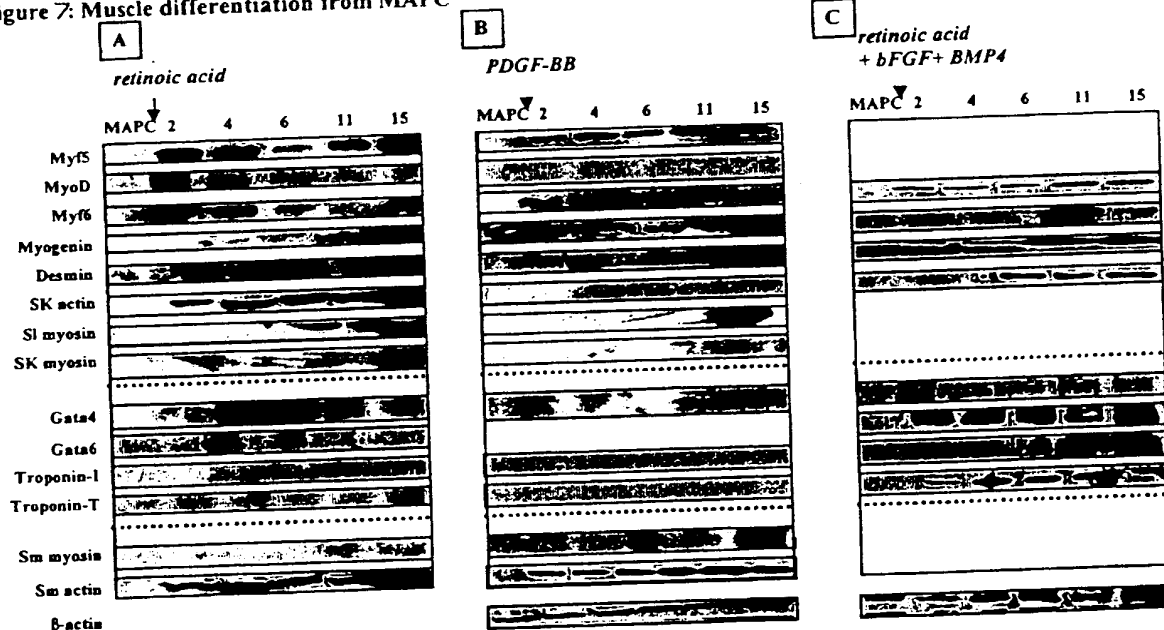 igure 7: Muscle differentiation from MAPC
A
retinoic acid
MAPC 2 4 6 11 15
B
PDGF-BB
MAPC 2 4 6 11 15
C
retinoic acid
+ bFGF+ BMP4
MAPC 2 4 6 11 15
Myf5
MyoD
Myf6
Myogenin
Desmin
SK actin
Sl myosin
SK myosin
Gata4
Gata6
Troponin-I
Troponin-T
Sm myosin
Sm actin
β-actin